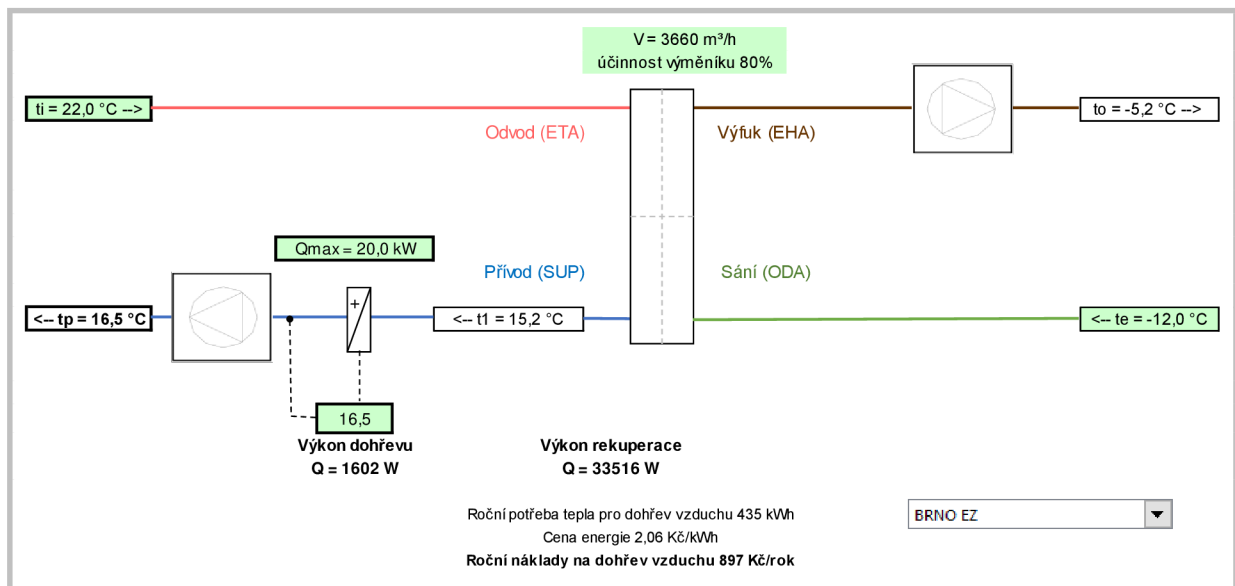 V = 3660 m³/h
účinnost výměníku 80%
ti = 22,0 °C -->
to = -5,2 °C -->
Odvod (ETA)
Výfuk (EHA)
Qmax = 20,0 kW
Přívod (SUP)
Sání (ODA)
<-- tp = 16,5 °C
+
<-- t1 = 15,2 °C
<-- te = -12,0 °C
16,5
Výkon dohřevu
Q = 1602 W
Výkon rekuperace
Q = 33516 W
Roční potřeba tepla pro dohřev vzduchu 435 kWh
Cena energie 2,06 Kč/kWh
Roční náklady na dohřev vzduchu 897 Kč/rok
BRNO EZ